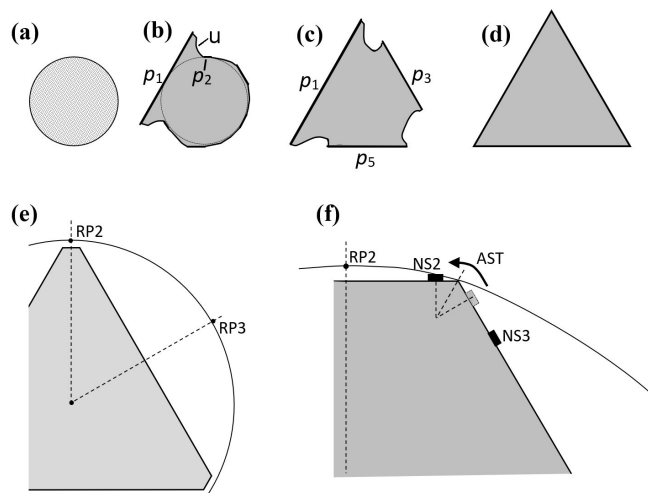 (a)
(b)
u
p1
p2
(c)
p1
p3
p5
(d)
(e)
RP2
RP3
(f)
RP2
NS2
AST
NS3